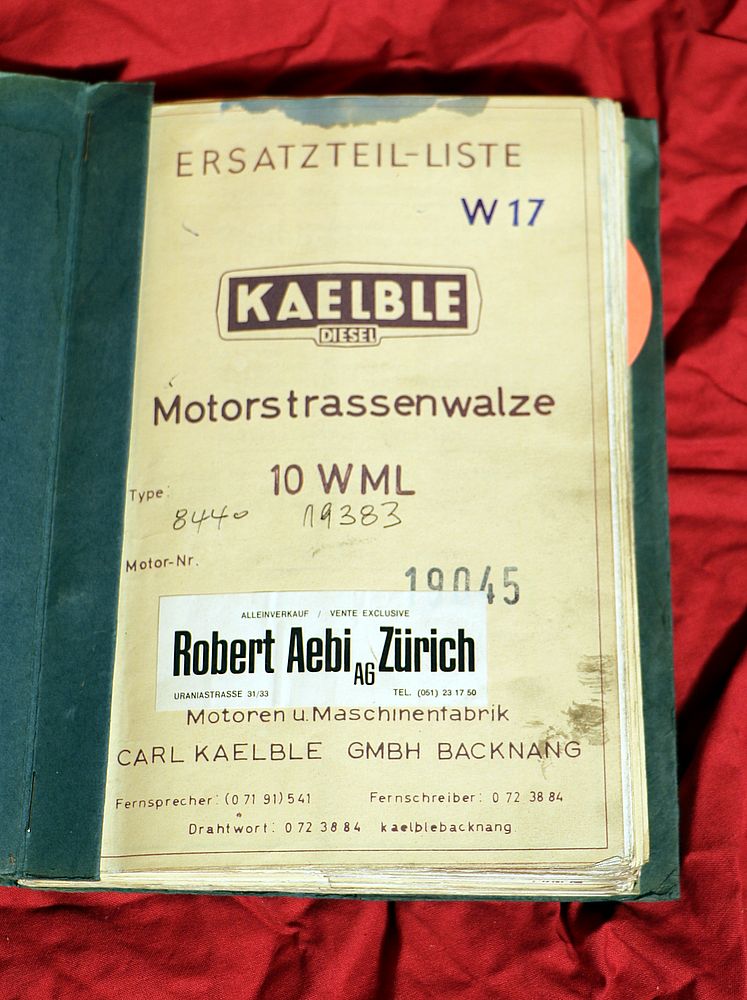 ERSATZTEIL-LISTE
W 17
KAELBLE
DIESEL
Motorstrassenwalze
Type: 10 WML
8440 19383
Motor-Nr. 19045
ALLEINVERKAUF / VENTE EXCLUSIVE
Robert Aebi AG Zürich
URANIASTRASSE 31/33 TEL. (051) 23 17 50
Motoren u. Maschinenfabrik
CARL KAELBLE GMBH BACKNANG
Fernsprecher: (0 71 91) 541 Fernschreiber: 0 72 38 84
Drahtwort: 0 72 38 84 kaelblebacknang